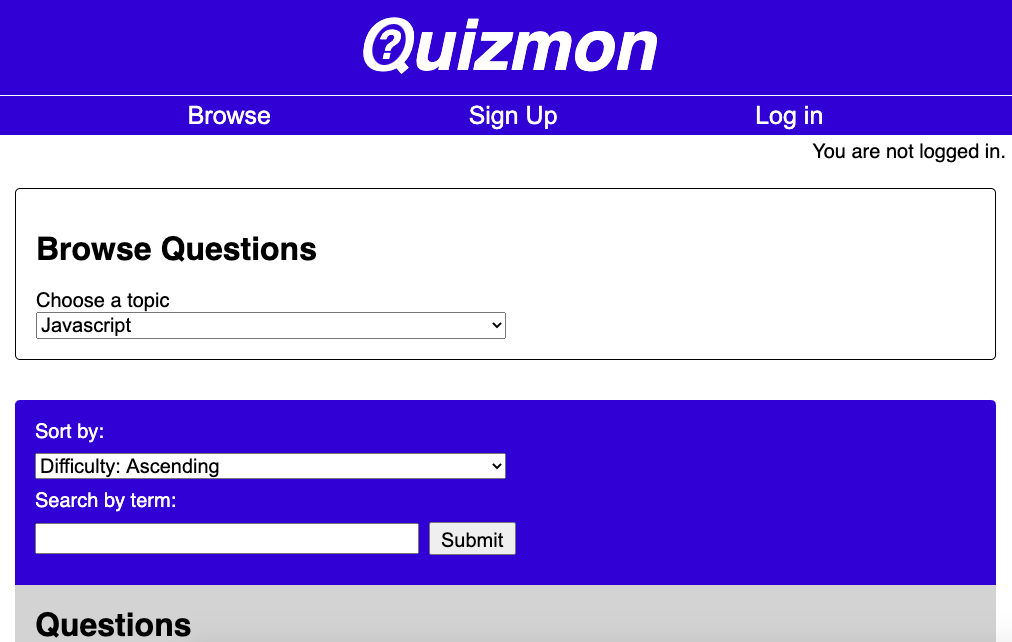 Quizmon
Browse Sign Up Log in
You are not logged in.
Browse Questions
Choose a topic
Javascript
Sort by:
Difficulty: Ascending
Search by term:
Submit
Questions